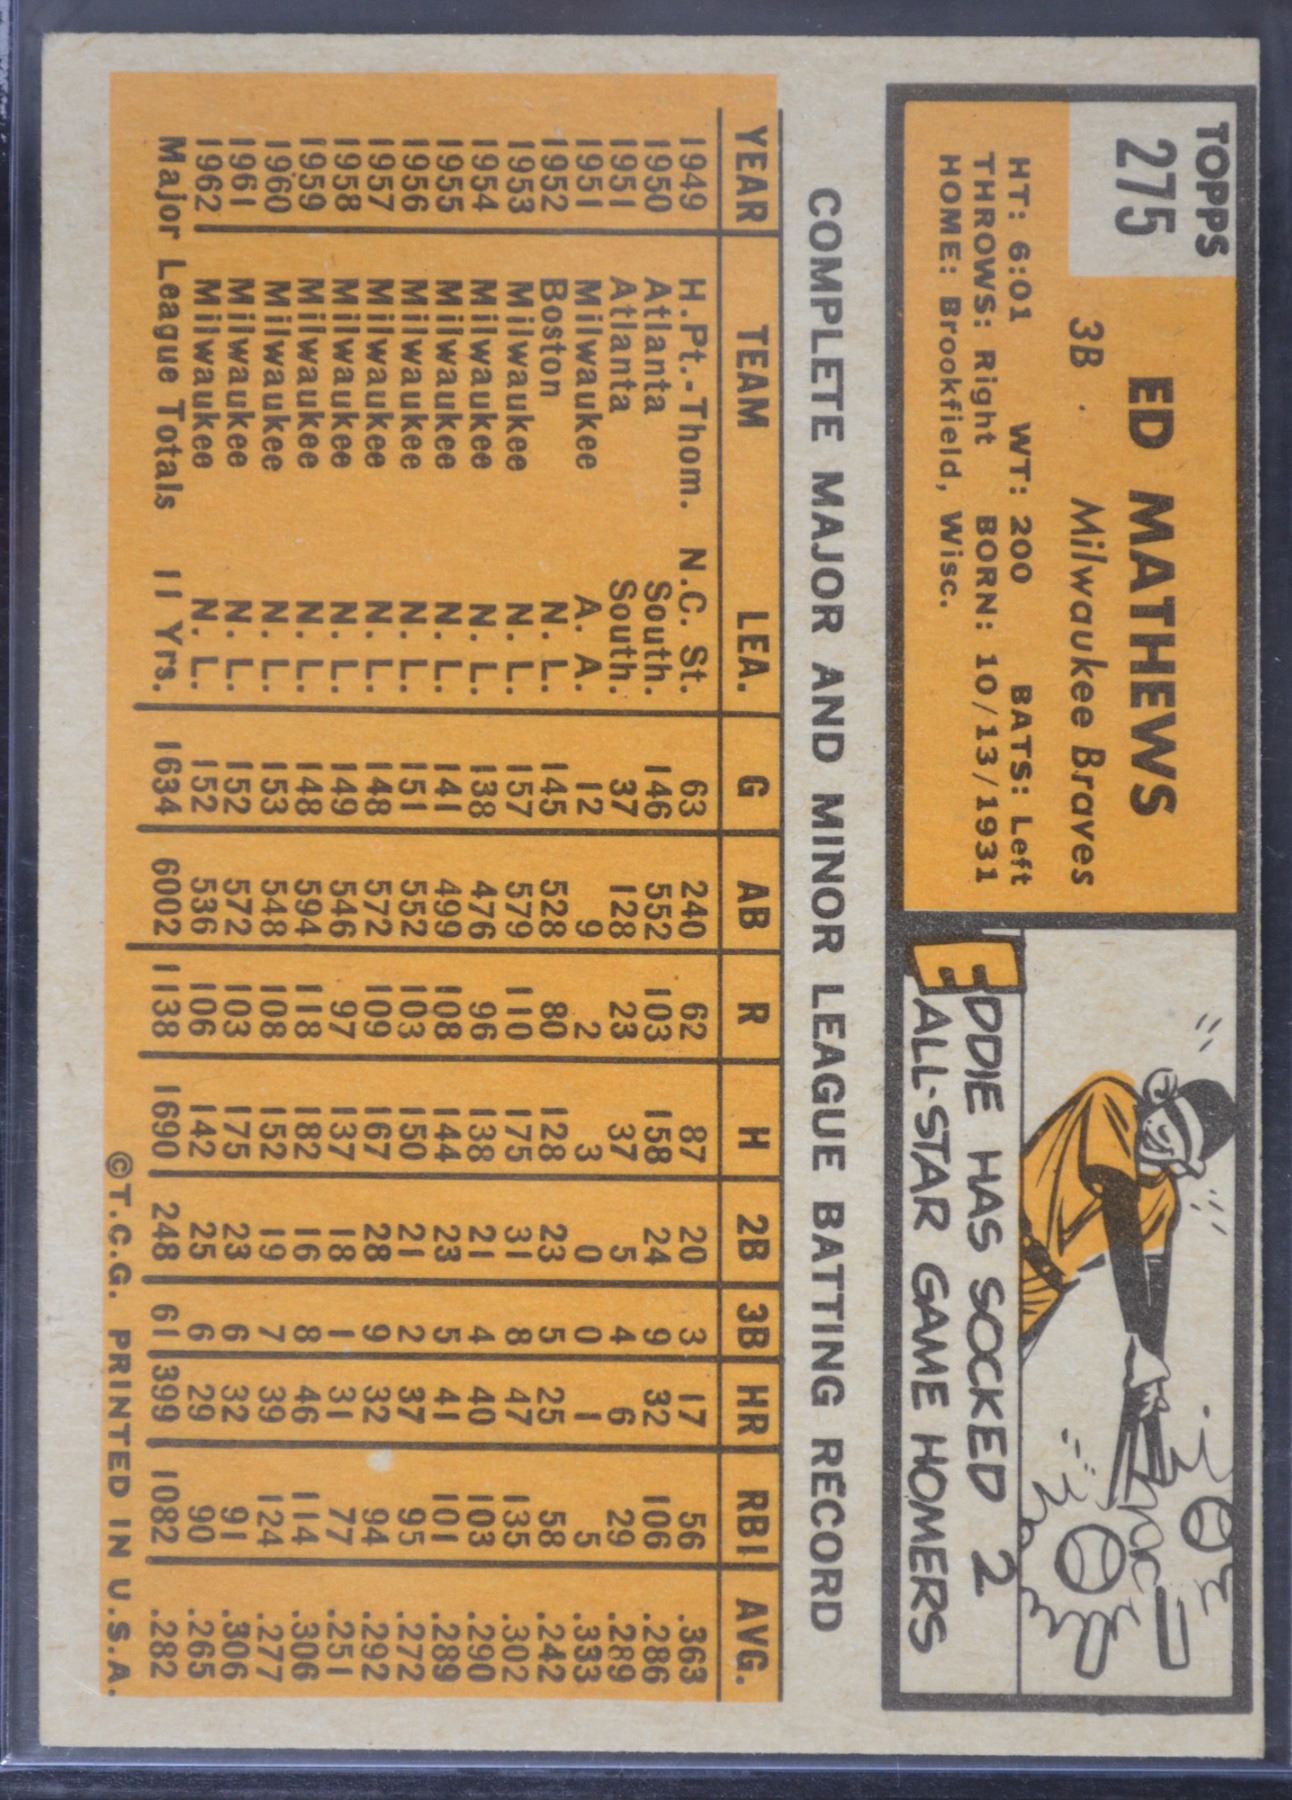 TOPPS
275
ED MATHEWS
3B Milwaukee Braves
HT: 6:01 WT: 200 BATS: Left
THROWS: Right BORN: 10/13/1931
HOME: Brookfield, Wisc.
EDDIE HAS SOCKED 2
ALL-STAR GAME HOMERS
COMPLETE MAJOR AND MINOR LEAGUE BATTING RECORD
YEAR TEAM LEA. G AB R H 2B 3B HR RBI AVG.
1949 H.Pt.-Thom. N.C. St. 63 240 62 87 20 3 17 56 .363
1950 Atlanta South. 146 552 103 158 24 9 32 106 .286
1951 Atlanta South. 37 128 23 37 5 4 6 29 .289
1951 Milwaukee A. A. 12 9 2 3 0 0 1 5 .333
1952 Boston N. L. 145 528 80 128 23 5 25 58 .242
1953 Milwaukee N. L. 157 579 110 175 31 8 47 135 .302
1954 Milwaukee N. L. 138 476 96 138 21 4 40 103 .290
1955 Milwaukee N. L. 141 499 108 144 23 5 41 101 .289
1956 Milwaukee N. L. 151 552 103 150 21 2 37 95 .272
1957 Milwaukee N. L. 148 572 109 167 28 9 32 94 .292
1958 Milwaukee N. L. 149 546 97 137 18 1 31 77 .251
1959 Milwaukee N. L. 148 594 118 182 16 8 46 114 .306
1960 Milwaukee N. L. 153 548 108 152 19 7 39 124 .277
1961 Milwaukee N. L. 152 572 103 175 23 6 32 91 .306
1962 Milwaukee N. L. 152 536 106 142 25 6 29 90 .265
Major League Totals 11 Yrs. 1634 6002 1138 1690 248 61 399 1082 .282
©T.C.G. PRINTED IN U.S.A.